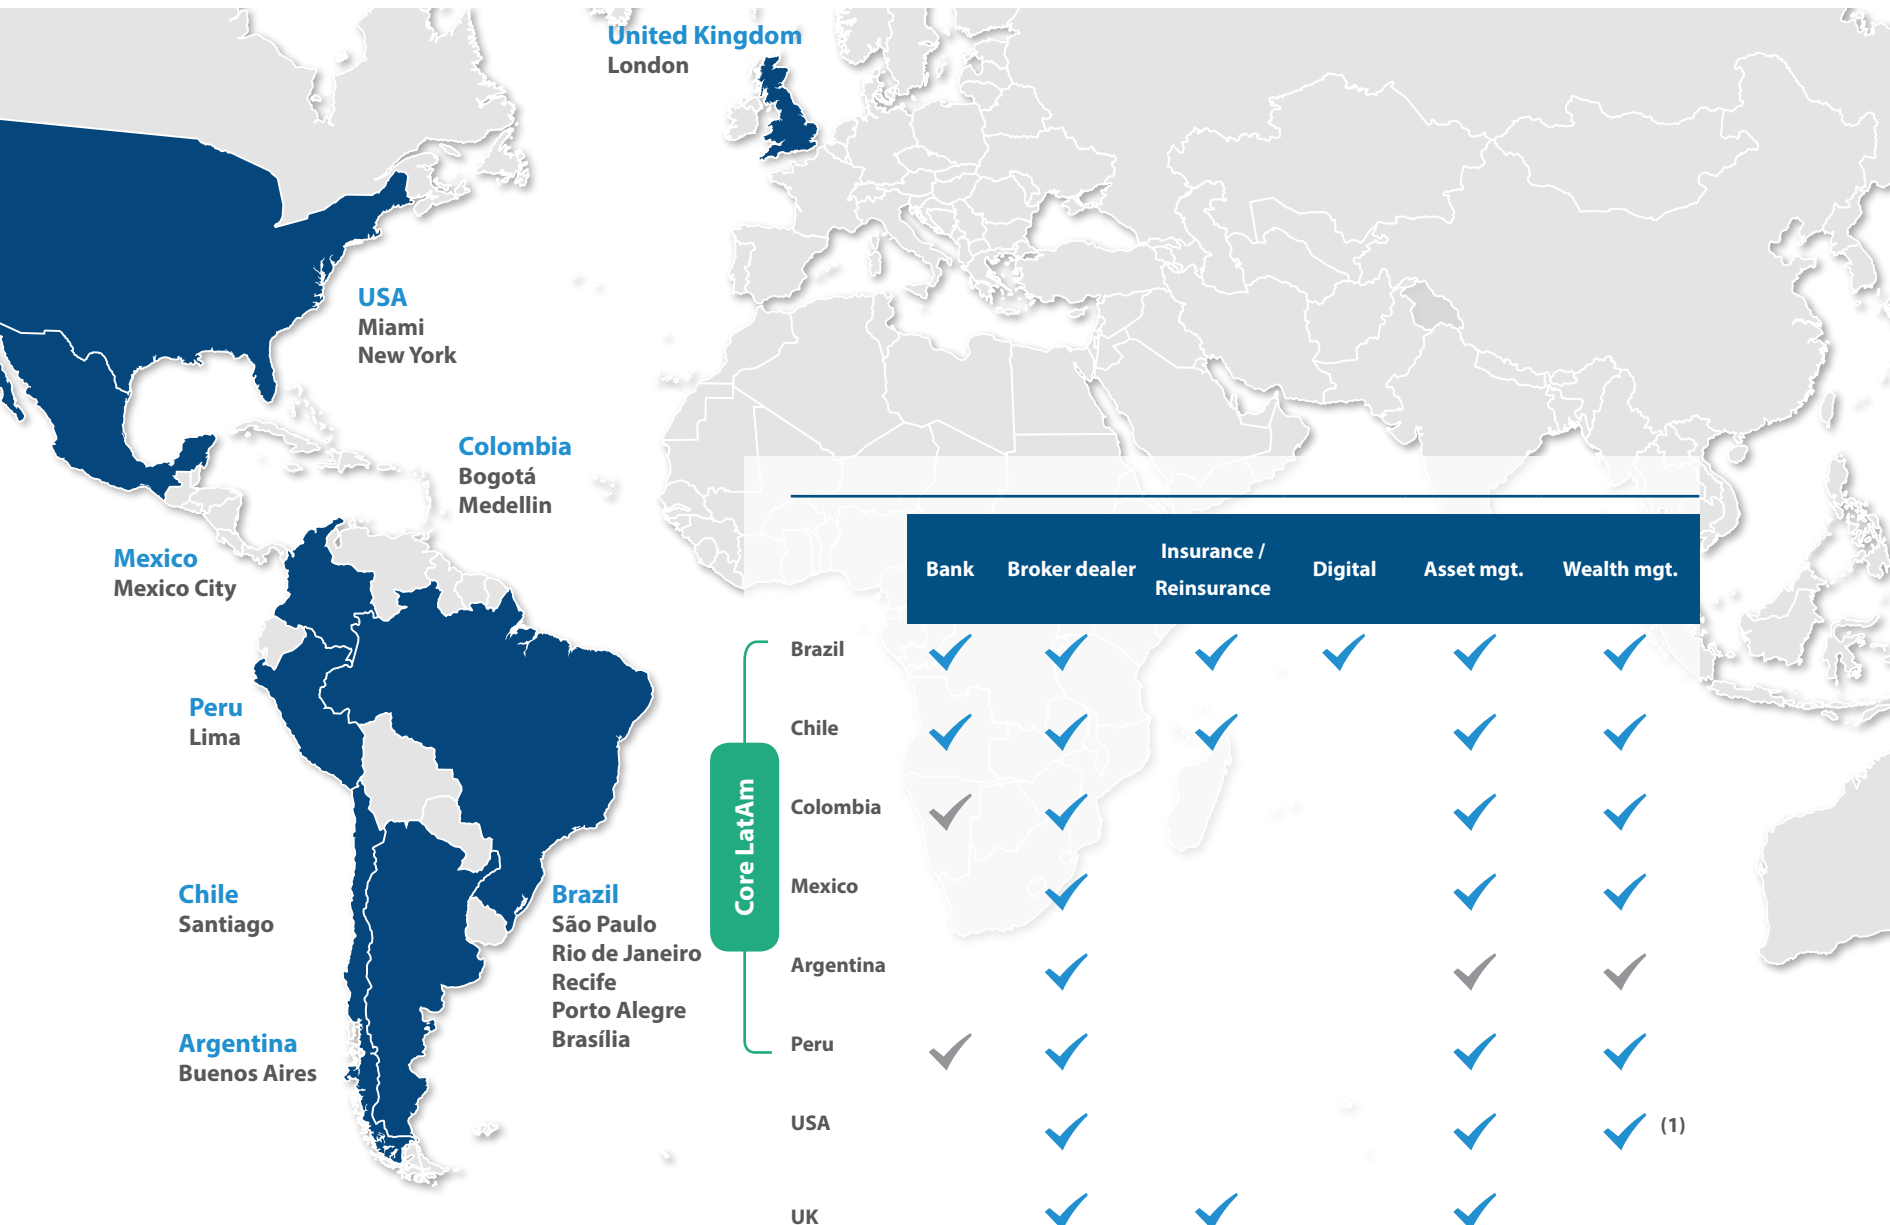 United Kingdom
London
USA
Miami
New York
Colombia
Bogotá
Medellin
Mexico
Mexico City
Peru
Lima
Chile
Santiago
Brazil
São Paulo
Rio de Janeiro
Recife
Porto Alegre
Brasília
Argentina
Buenos Aires
Bank Broker dealer Insurance / Reinsurance Digital Asset mgt. Wealth mgt.
Core LatAm
Brazil
Chile
Colombia
Mexico
Argentina
Peru
USA (1)
UK